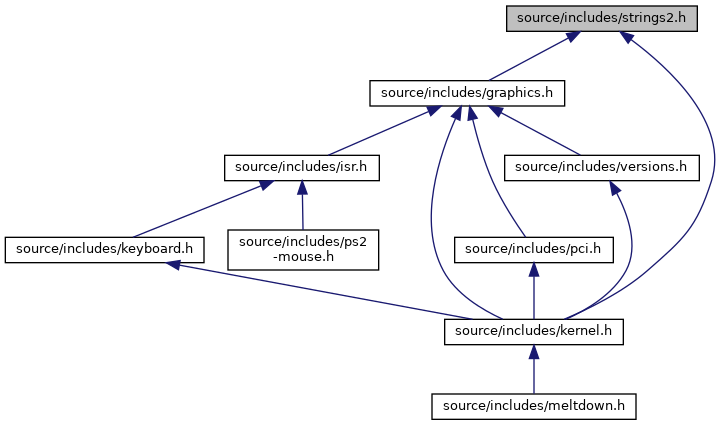 source/includes/strings2.h
source/includes/graphics.h
source/includes/isr.h
source/includes/versions.h
source/includes/keyboard.h
source/includes/ps2
-mouse.h
source/includes/pci.h
source/includes/kernel.h
source/includes/meltdown.h